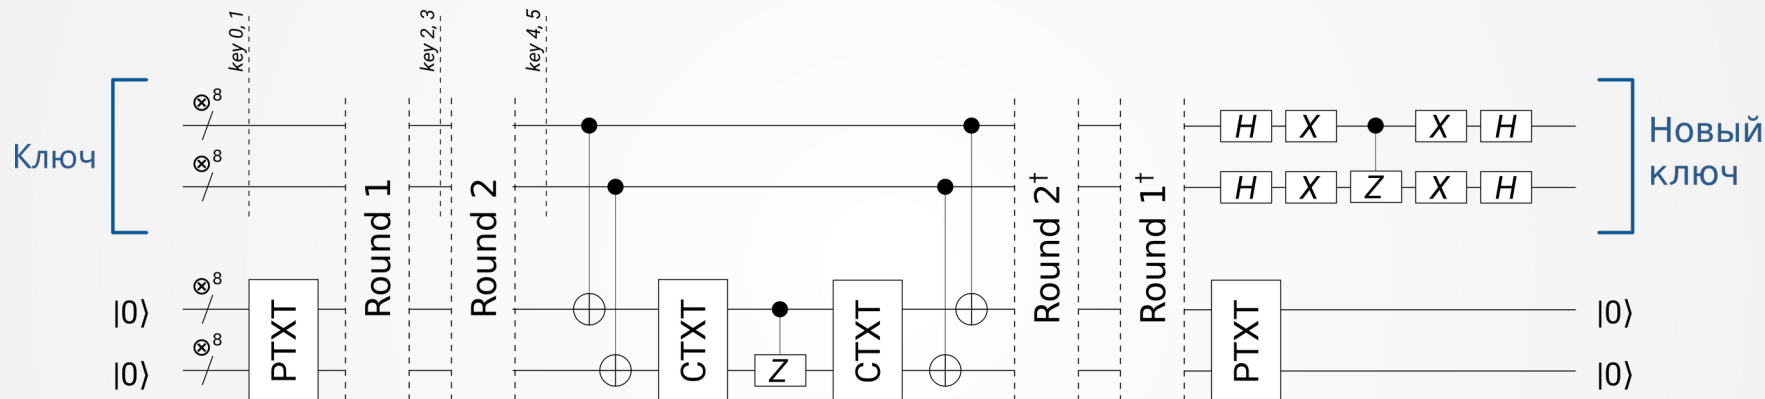 key 0, 1
key 2, 3
key 4, 5
Ключ
⊗8
⊗8
⊗8
⊗8
|0⟩
|0⟩
PTXT
Round 1
Round 2
CTXT
Z
CTXT
Round 2†
Round 1†
H X X H
H X Z X H
PTXT
Новый
ключ
|0⟩
|0⟩